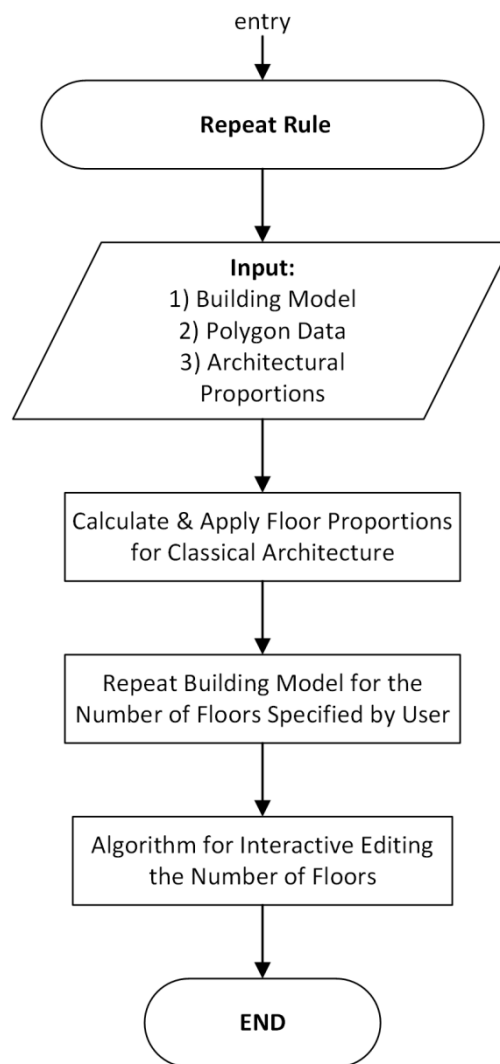 entry
Repeat Rule
Input:
1) Building Model
2) Polygon Data
3) Architectural
Proportions
Calculate & Apply Floor Proportions
for Classical Architecture
Repeat Building Model for the
Number of Floors Specified by User
Algorithm for Interactive Editing
the Number of Floors
END